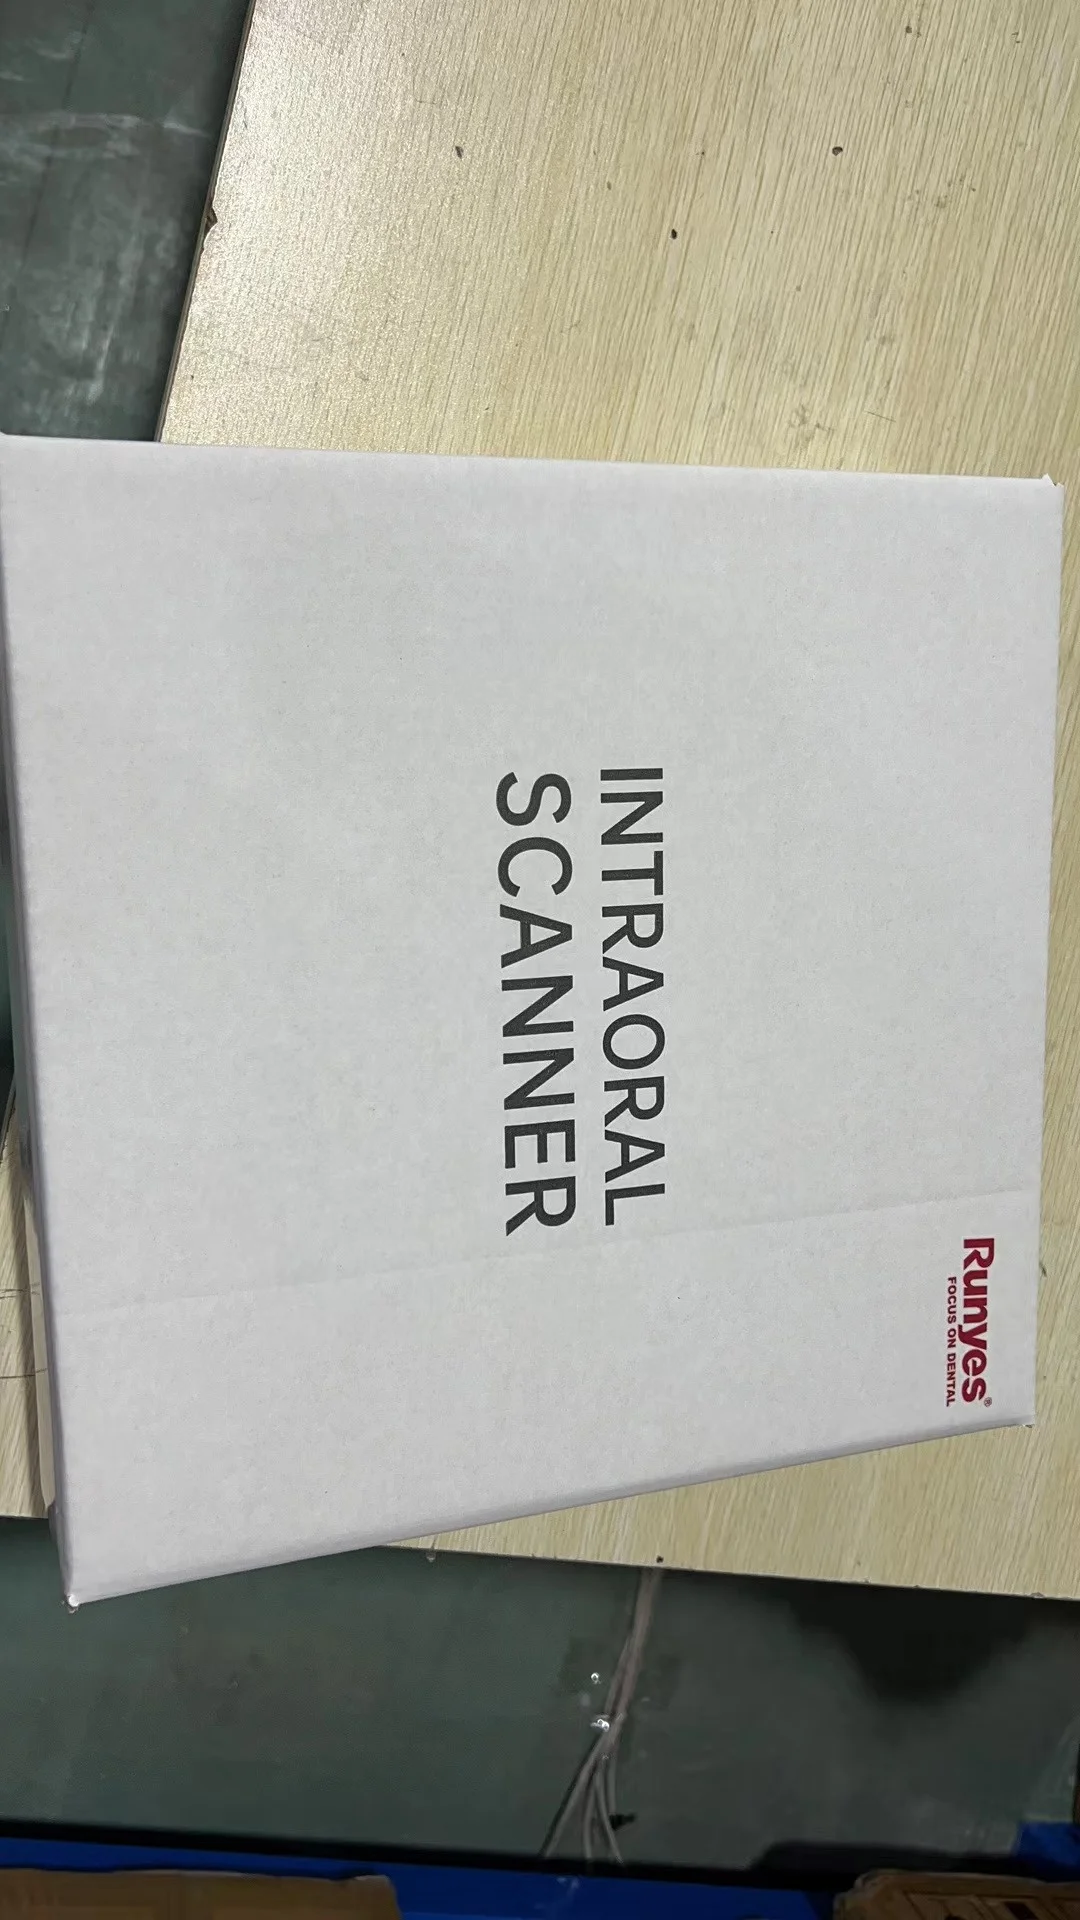 Runyes®
FOCUS ON DENTAL
INTRAORAL
SCANNER